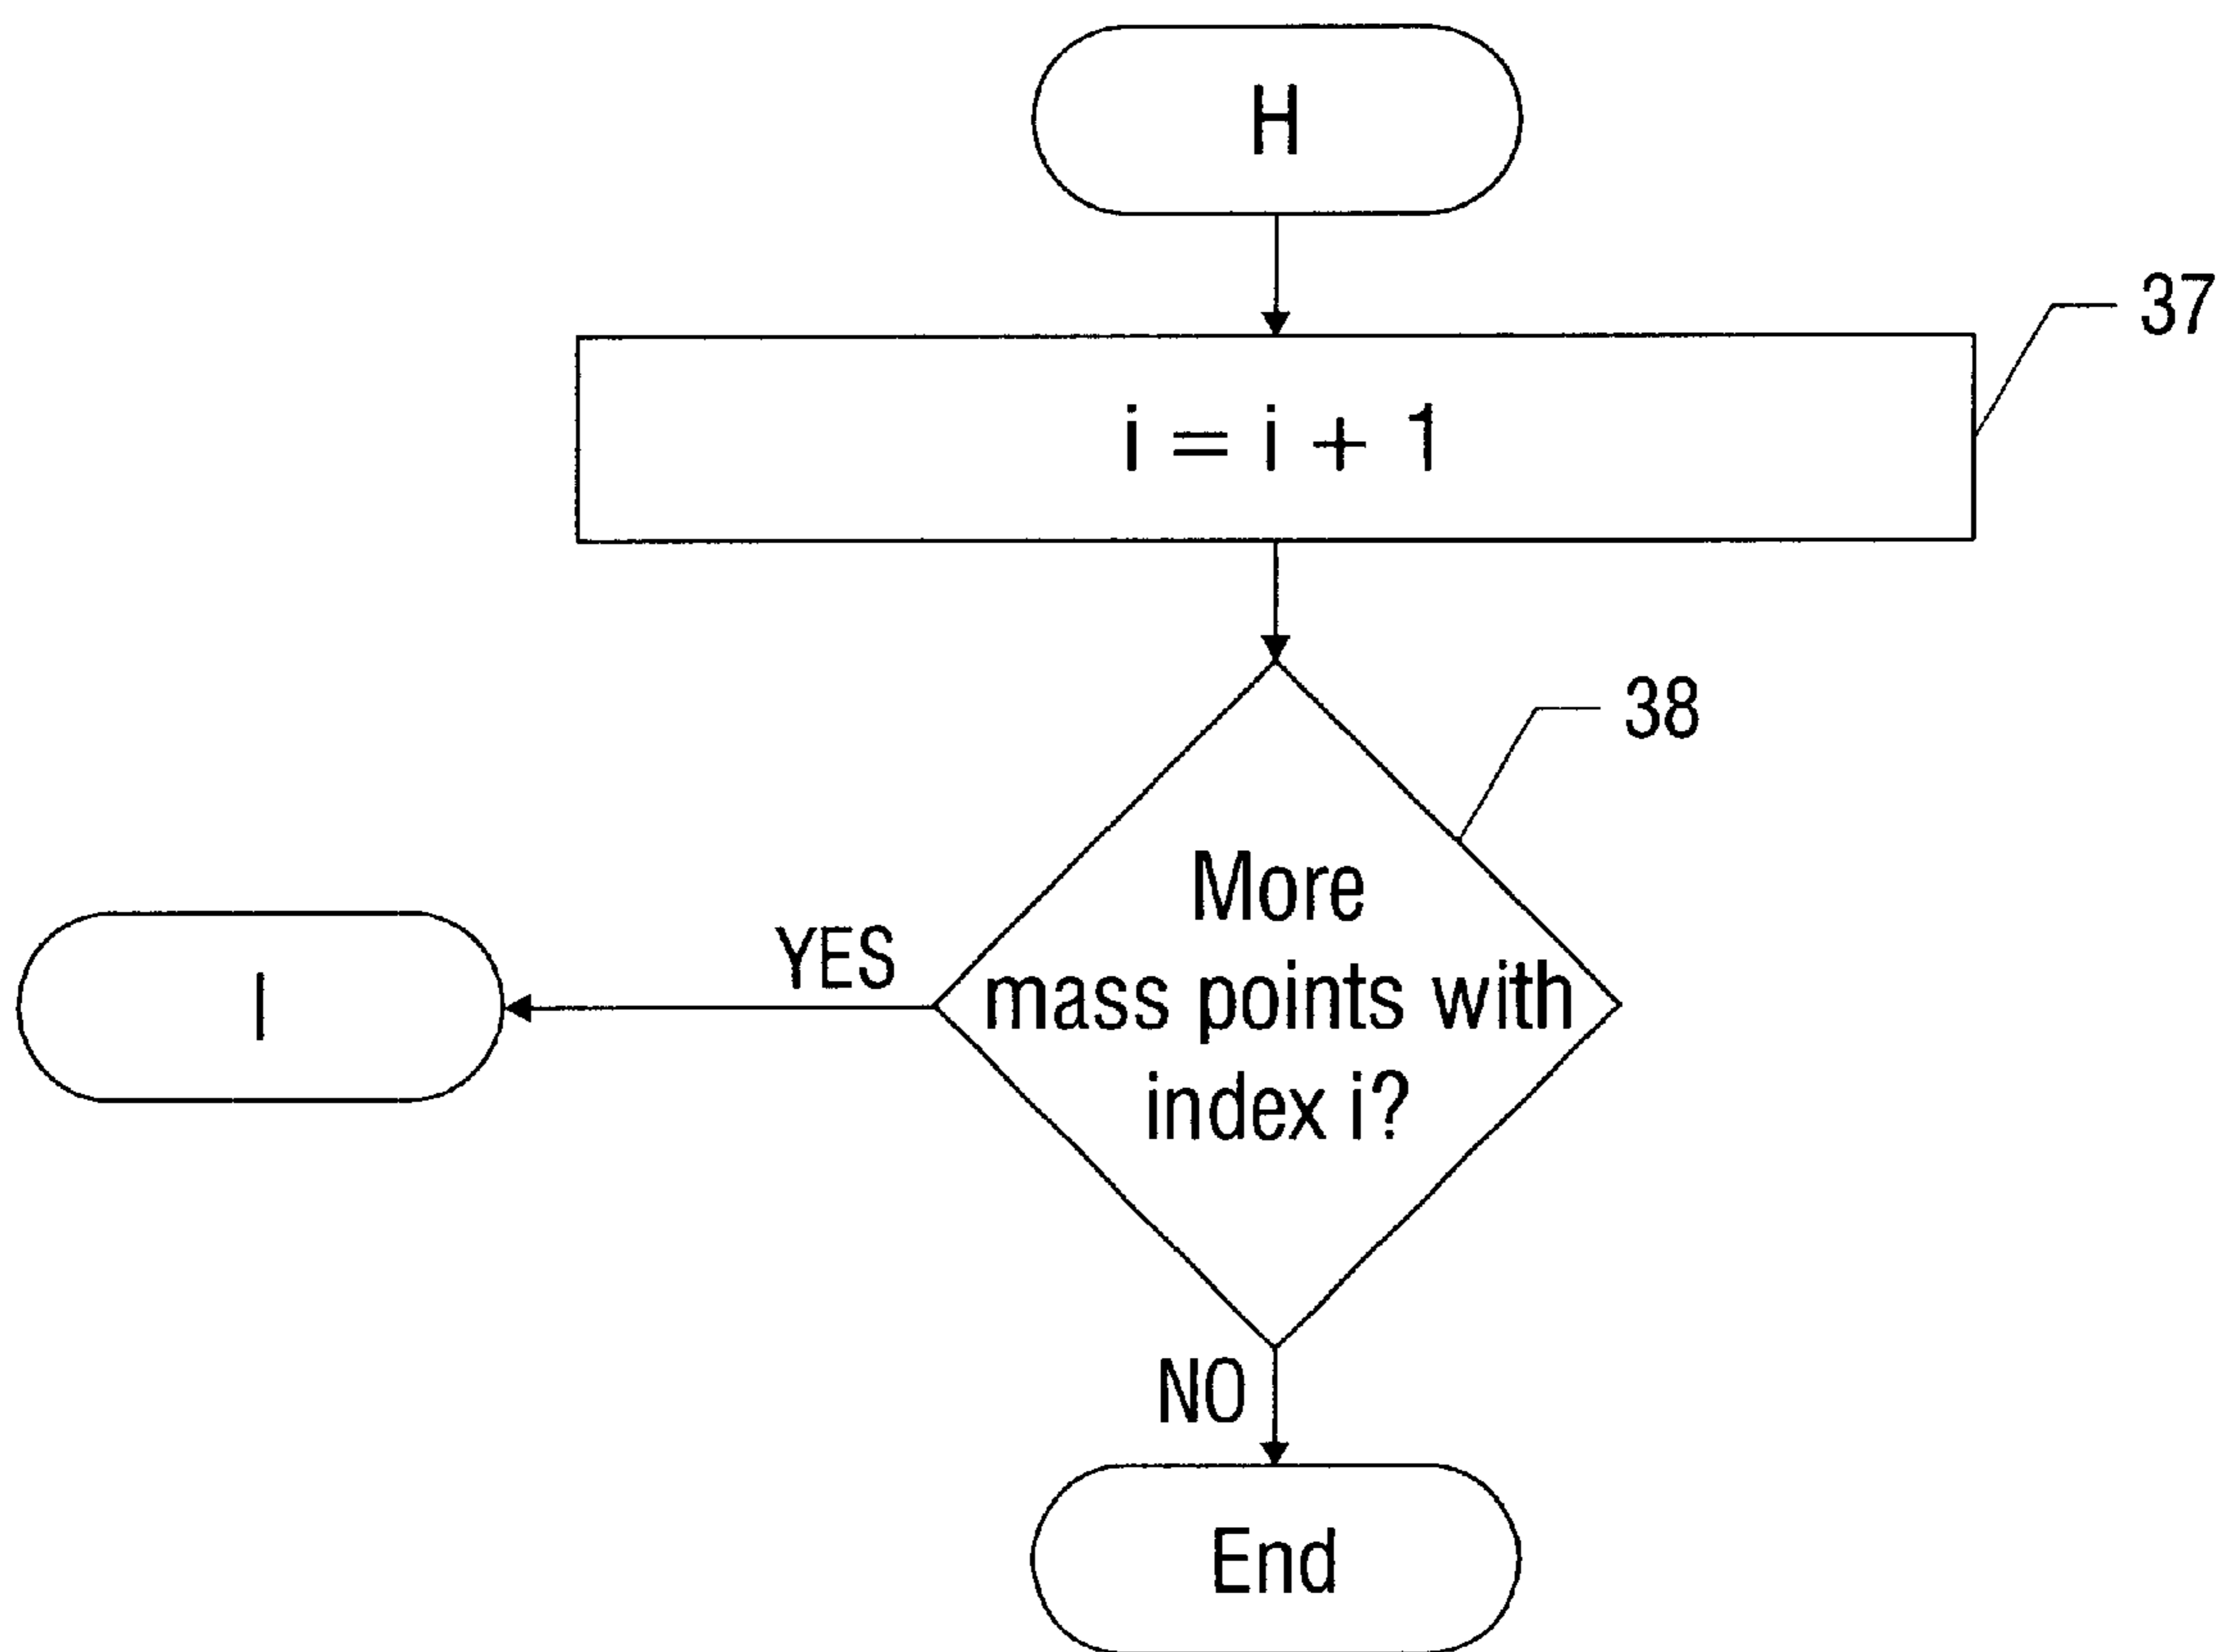 H
37
i = i + 1
38
More
mass points with
index i?
YES
I
NO
End